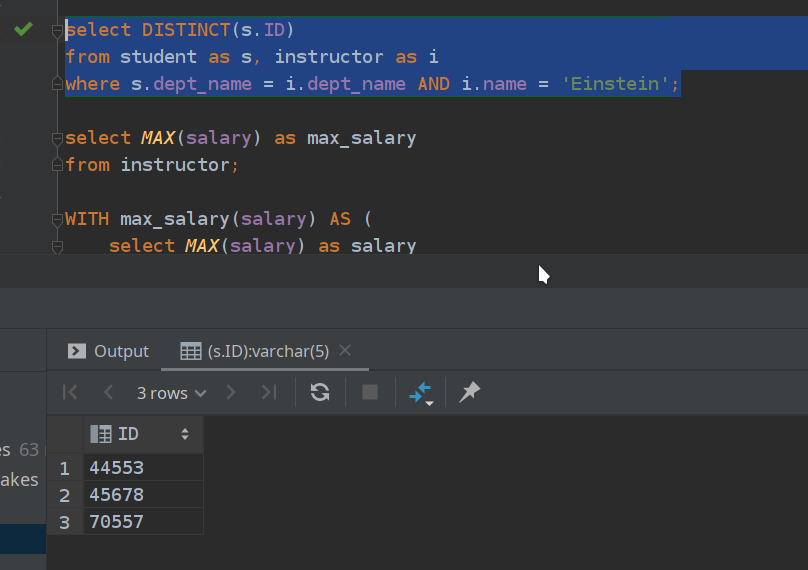 select DISTINCT(s.ID)
from student as s, instructor as i
where s.dept_name = i.dept_name AND i.name = 'Einstein';
select MAX(salary) as max_salary
from instructor;
WITH max_salary(salary) AS (
select MAX(salary) as salary
Output
(s.ID):varchar(5)
3 rows
ID
es 63
akes
1 44553
2 45678
3 70557